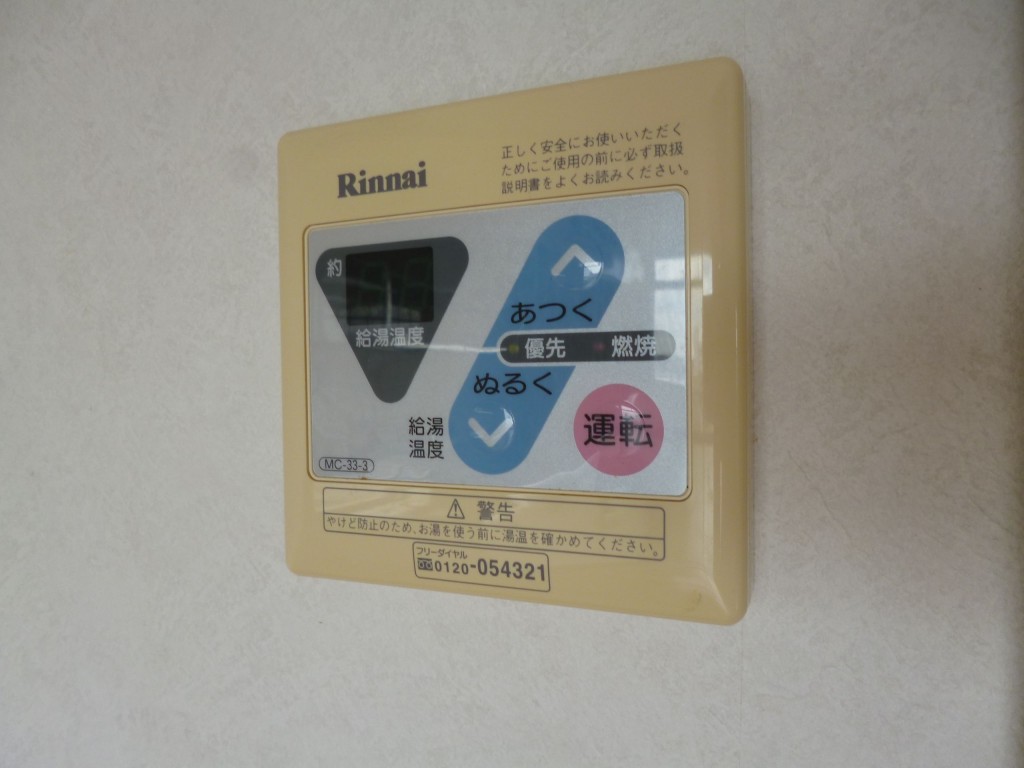 Rinnai
正しく安全にお使いいただく
ためにご使用の前に必ず取扱
説明書をよくお読みください。
約
給湯温度
あつく
優先 燃焼
ぬるく
給湯
温度
運転
MC-33-3
⚠ 警告
やけど防止のため、お湯を使う前に湯温を確かめてください。
フリーダイヤル
0120-054321